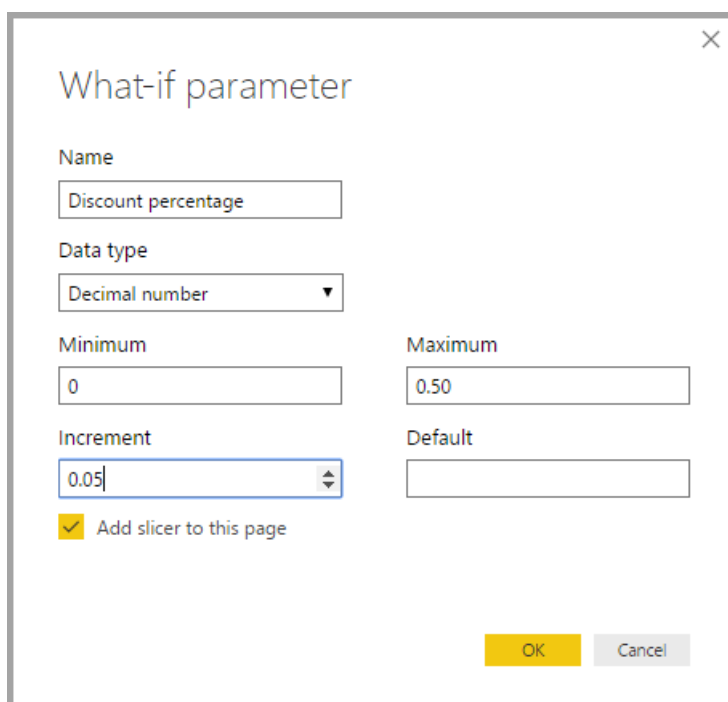 What-if parameter
Name
Discount percentage
Data type
Decimal number
Minimum
Maximum
0
0.50
Increment
Default
0.05
Add slicer to this page
OK
Cancel